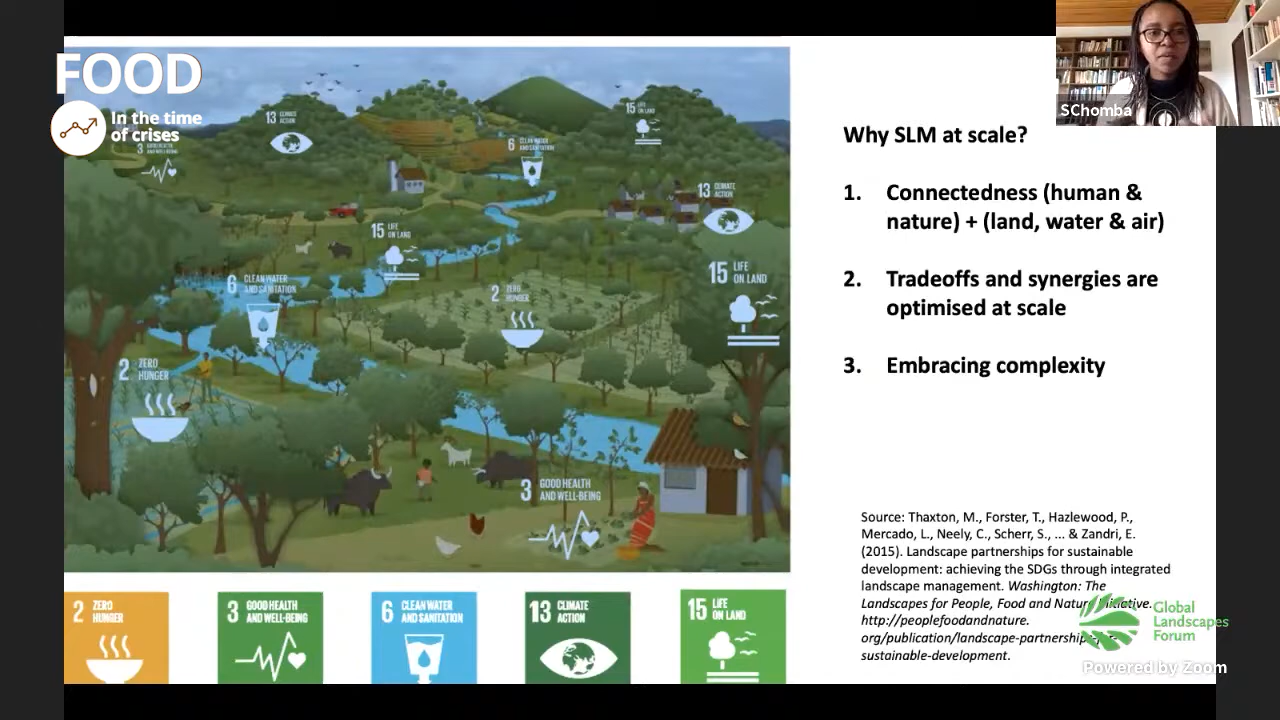 FOOD
In the time
of crises
SChomba
13 CLIMATE
ACTION
15 LIFE
ON LAND
3 GOOD HEALTH
AND WELL-BEING
6 CLEAN WATER
AND SANITATION
13 CLIMATE
ACTION
15 LIFE
ON LAND
15 LIFE
ON LAND
6 CLEAN WATER
AND SANITATION
2 ZERO
HUNGER
2 ZERO
HUNGER
3 GOOD HEALTH
AND WELL-BEING
2 ZERO
HUNGER
3 GOOD HEALTH
AND WELL-BEING
6 CLEAN WATER
AND SANITATION
13 CLIMATE
ACTION
15 LIFE
ON LAND
Why SLM at scale?
1. Connectedness (human &
nature) + (land, water & air)
2. Tradeoffs and synergies are
optimised at scale
3. Embracing complexity
Source: Thaxton, M., Forster, T., Hazlewood, P.,
Mercado, L., Neely, C., Scherr, S., ... & Zandri, E.
(2015). Landscape partnerships for sustainable
development: achieving the SDGs through integrated
landscape management. Washington: The
Landscapes for People, Food and Nature Initiative.
http://peoplefoodandnature.
org/publication/landscape-partnership
sustainable-development.
Global
Landscapes
Forum
Powered by Zoom